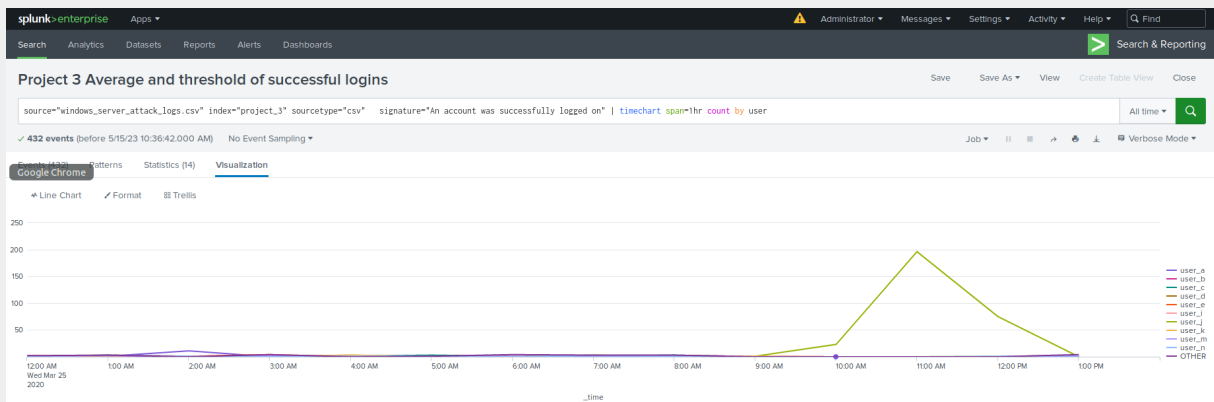 splunk>enterprise Apps ▾ Administrator ▾ Messages ▾ Settings ▾ Activity ▾ Help ▾ Find
Search Analytics Datasets Reports Alerts Dashboards Search & Reporting
Project 3 Average and threshold of successful logins Save Save As ▾ View Create Table View Close
source="windows_server_attack_logs.csv" index="project_3" sourcetype="csv" signature="An account was successfully logged on" | timechart span=1hr count by user All time ▾
✓ 432 events (before 5/15/23 10:36:42.000 AM) No Event Sampling ▾ Job ▾ Verbose Mode ▾
Events (432) Patterns Statistics (14) Visualization
Google Chrome
Line Chart Format Trellis
250
200
150
100
50
user_a
user_b
user_c
user_d
user_e
user_i
user_j
user_k
user_m
user_n
OTHER
12:00 AM 1:00 AM 2:00 AM 3:00 AM 4:00 AM 5:00 AM 6:00 AM 7:00 AM 8:00 AM 9:00 AM 10:00 AM 11:00 AM 12:00 PM 1:00 PM
Wed Mar 25
2020
_time